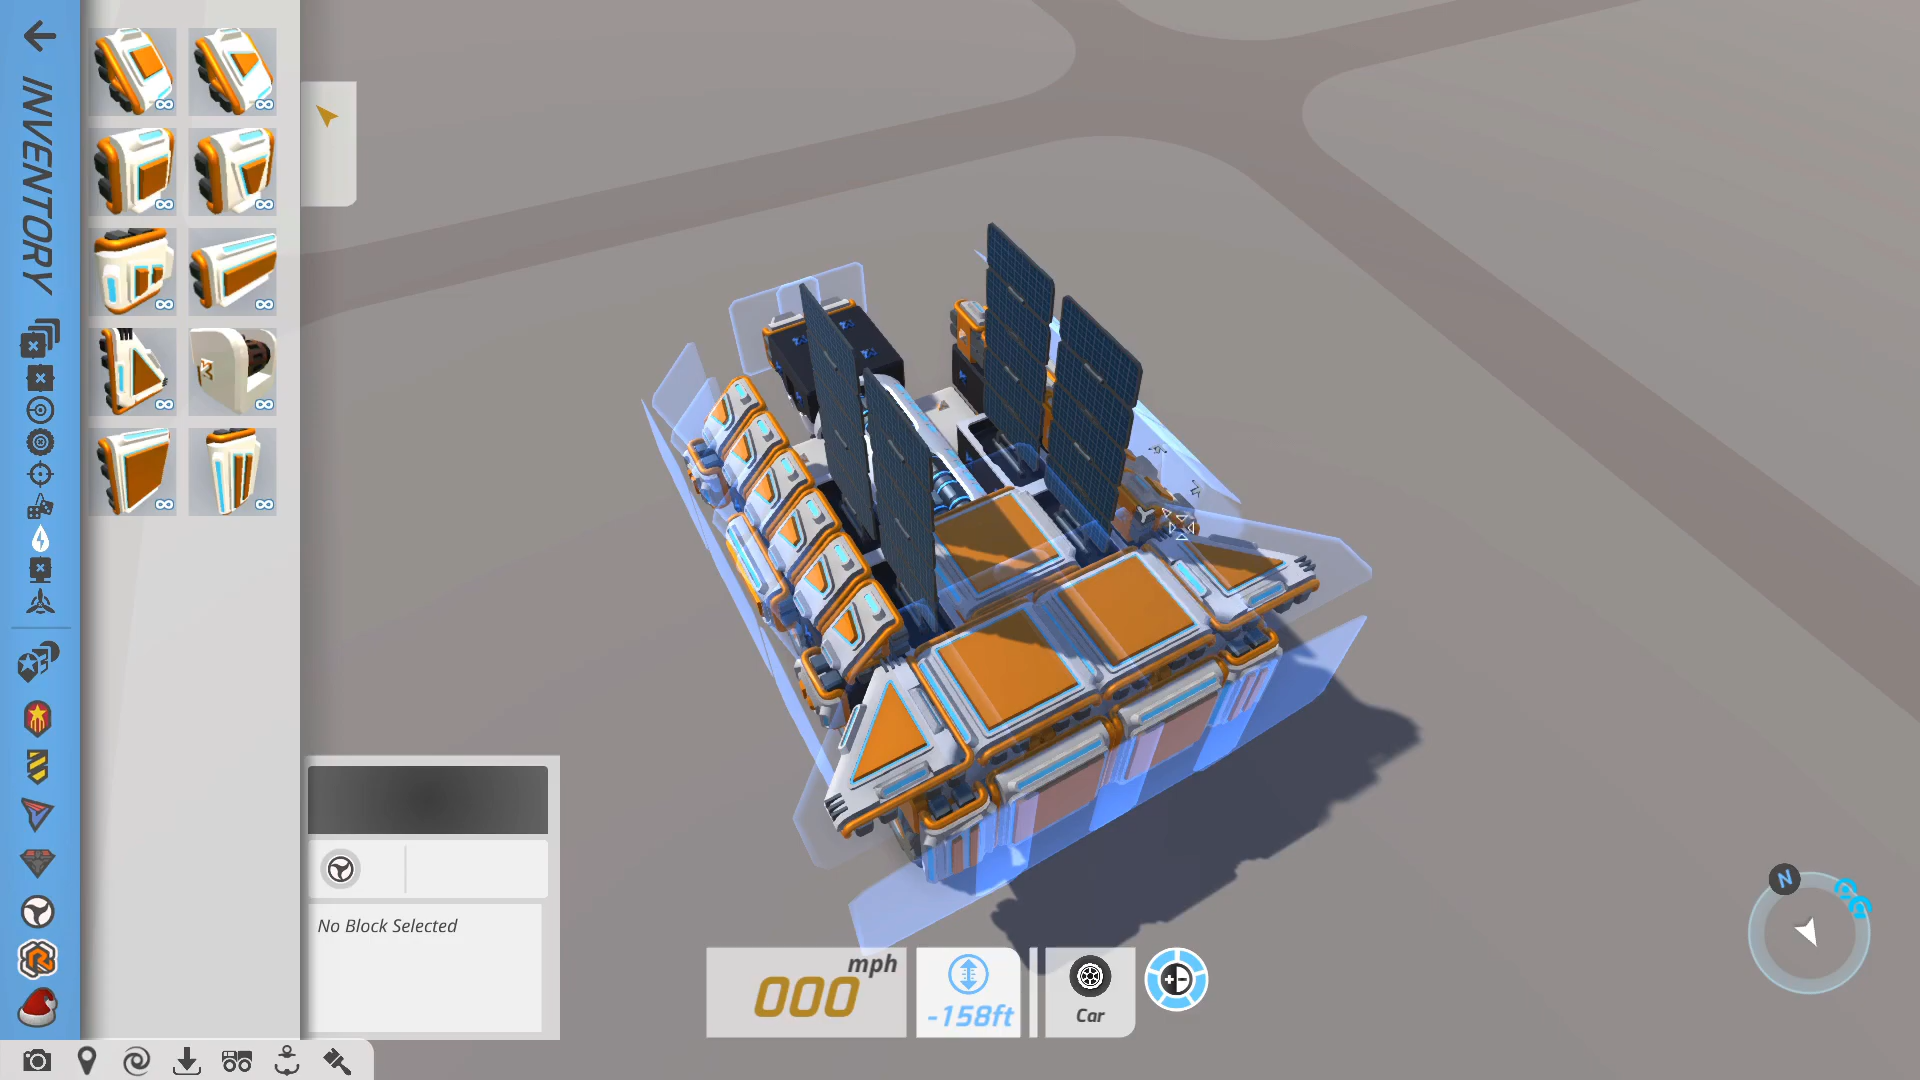 INVENTORY
No Block Selected
mph
000
-158ft
Car
N